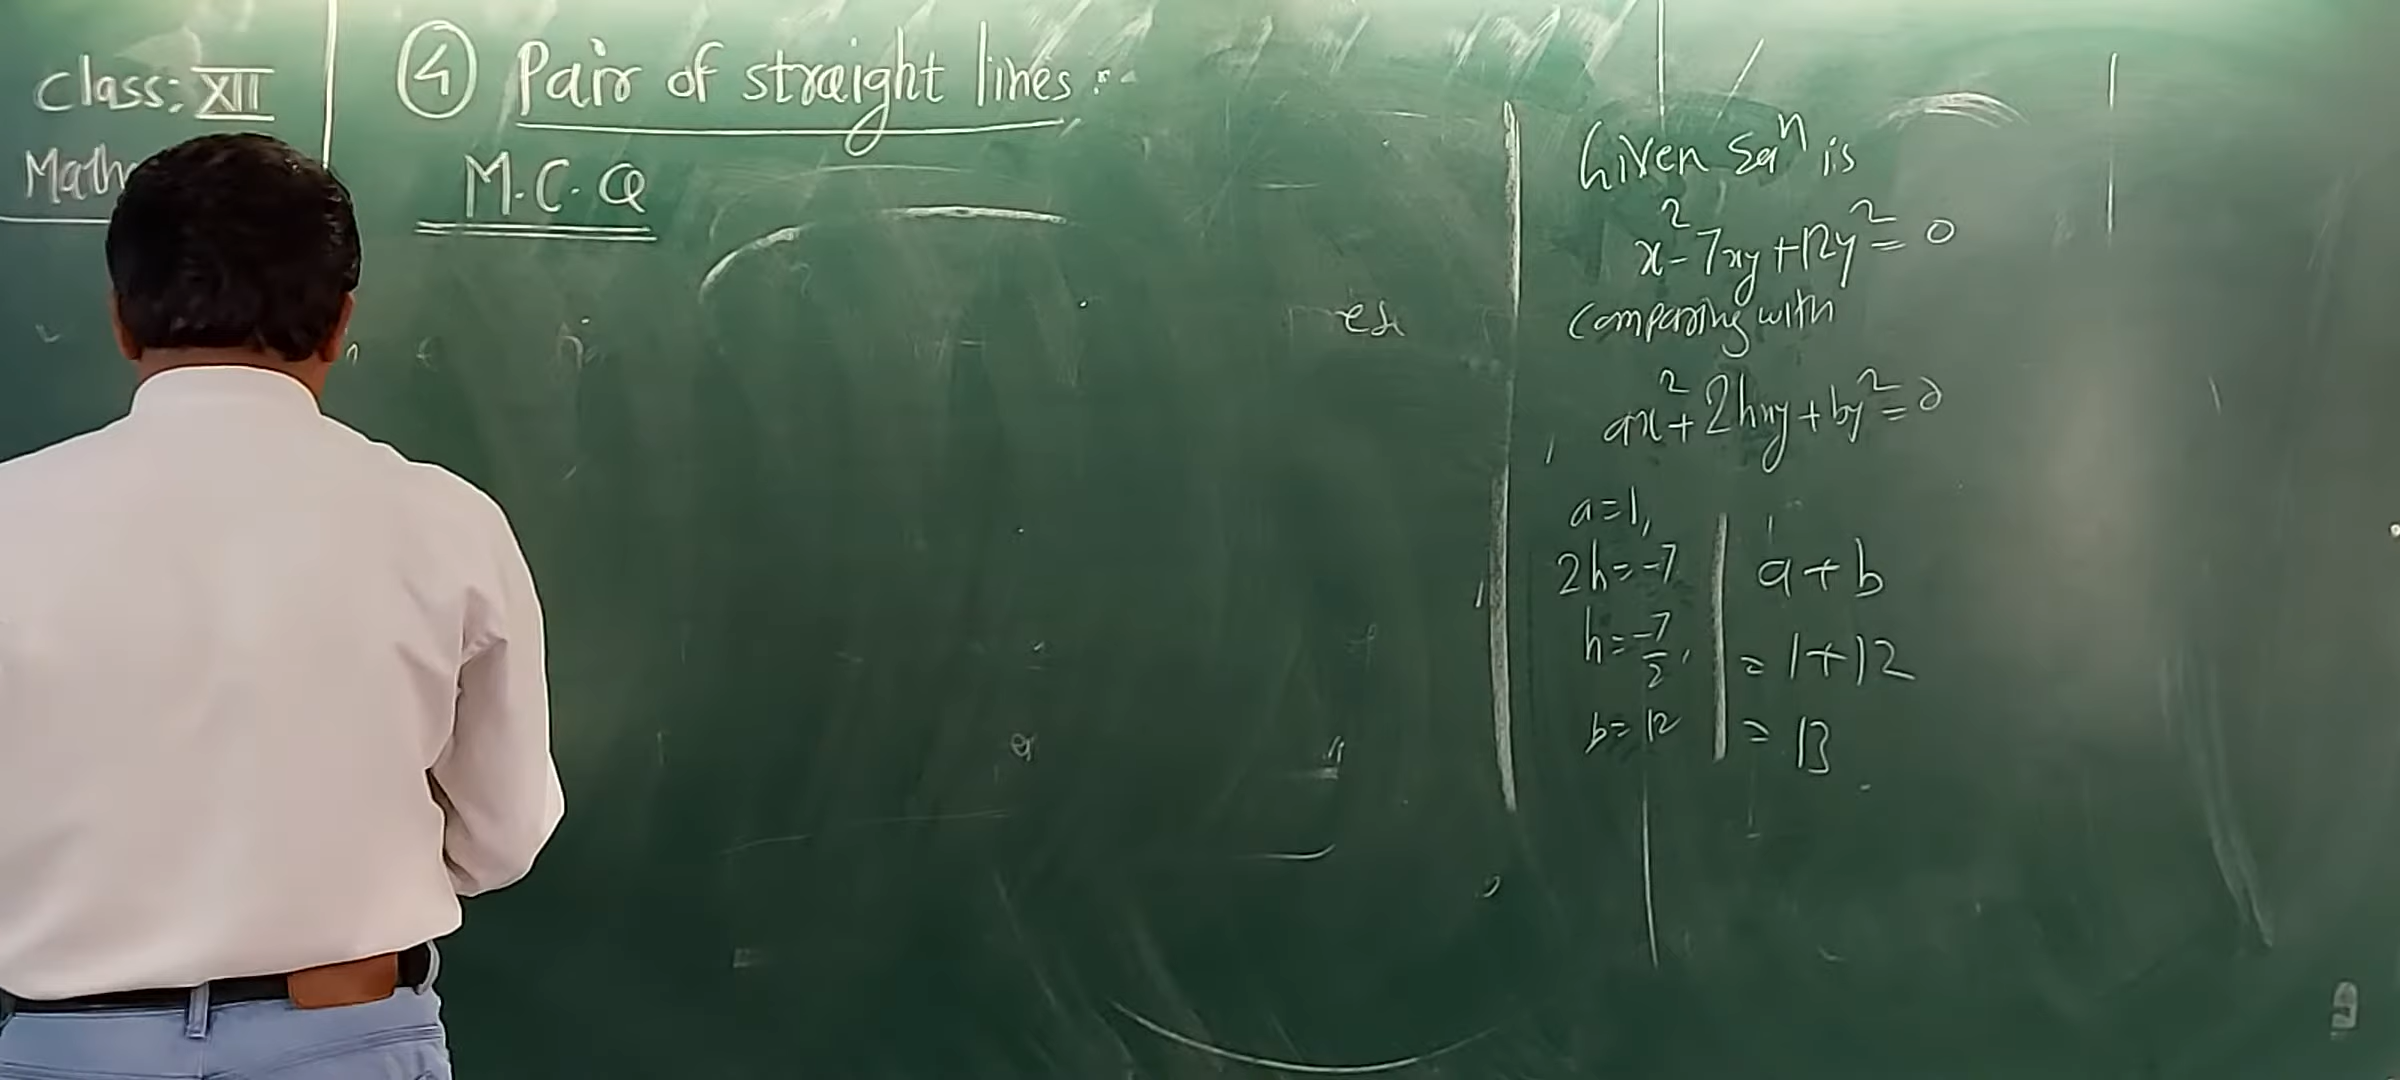 Class: XII
Math
④ Pair of straight lines :-
M.C.Q
Given Eqⁿ is
x² - 7xy + 12y² = 0
Comparing with
ax² + 2hxy + by² = 0
a = 1,
2h = -7
h = -7/2,
b = 12
a + b
= 1 + 12
= 13